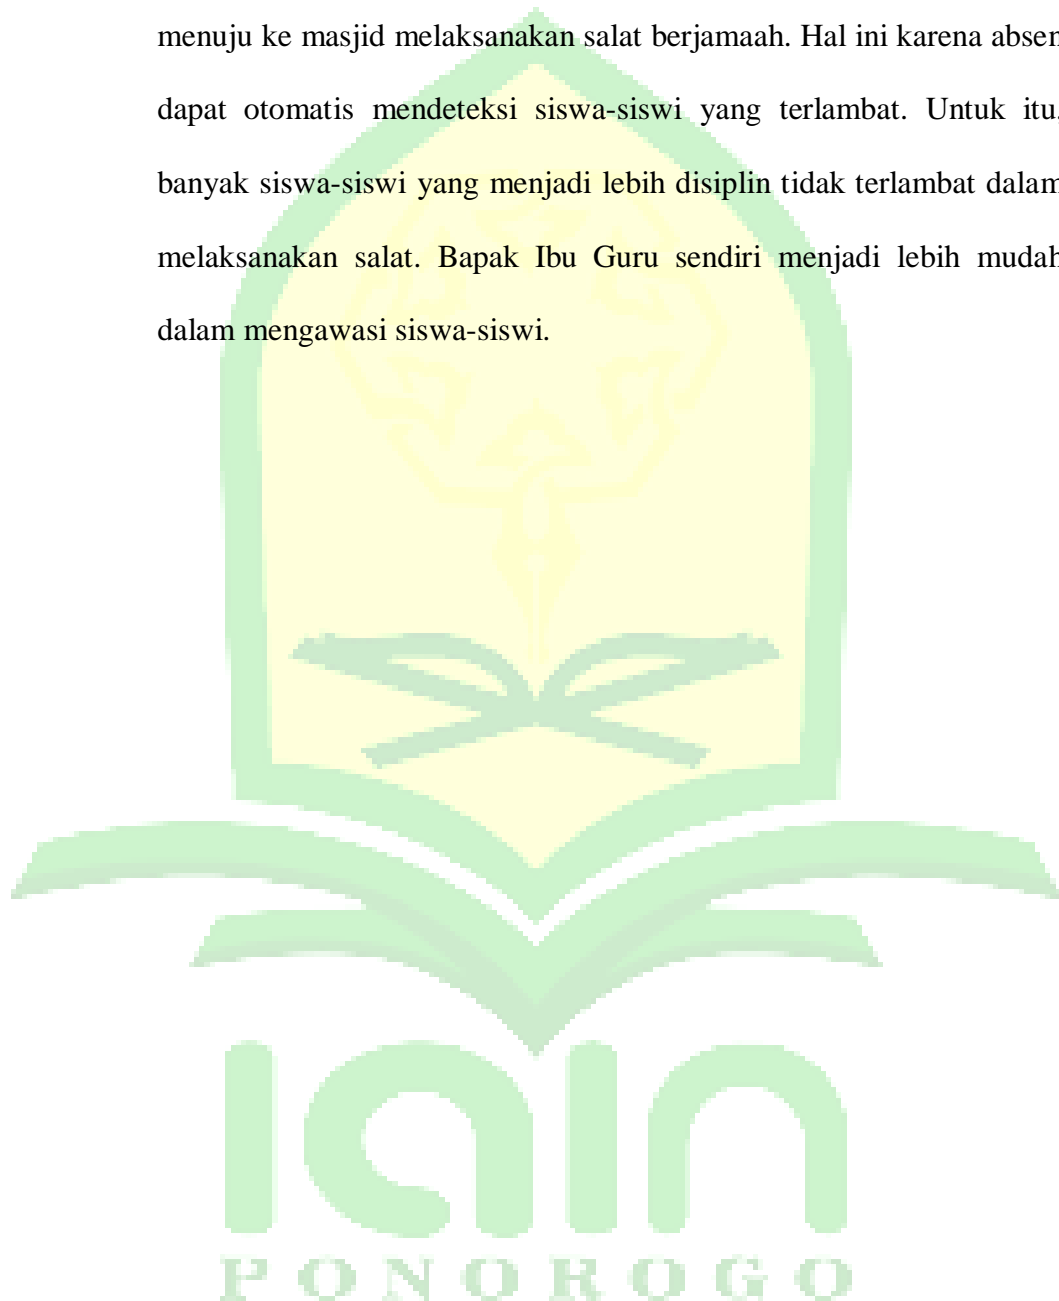 menuju ke masjid melaksanakan salat berjamaah. Hal ini karena absen
dapat otomatis mendeteksi siswa-siswi yang terlambat. Untuk itu,
banyak siswa-siswi yang menjadi lebih disiplin tidak terlambat dalam
melaksanakan salat. Bapak Ibu Guru sendiri menjadi lebih mudah
dalam mengawasi siswa-siswi.
iain
PONOROGO